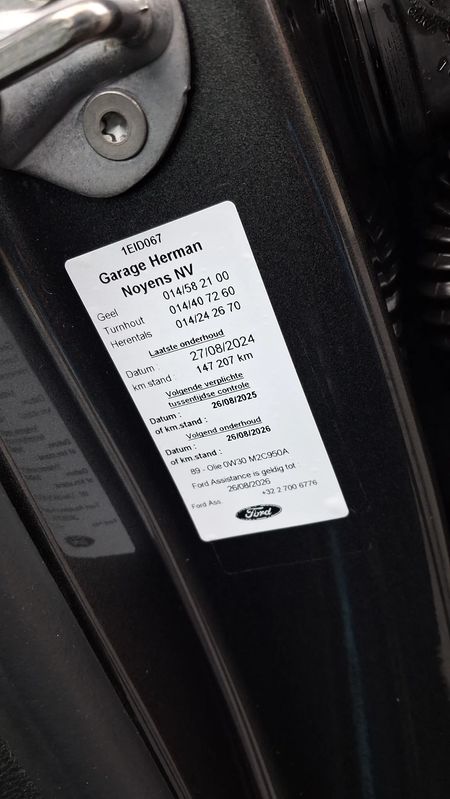 1EID067
Garage Herman
Noyens NV
Geel 014/58 21 00
Turnhout 014/40 72 60
Herentals 014/24 26 70
Laatste onderhoud
Datum : 27/08/2024
km.stand : 147 207 km
Volgende verplichte
tussentijdse controle
Datum : 26/08/2025
of km.stand :
Volgend onderhoud
Datum : 26/08/2026
of km.stand :
89 - Olie 0W30 M2C950A
Ford Assistance is geldig tot :
26/08/2026
Ford Ass. +32 2 700 6776
Ford